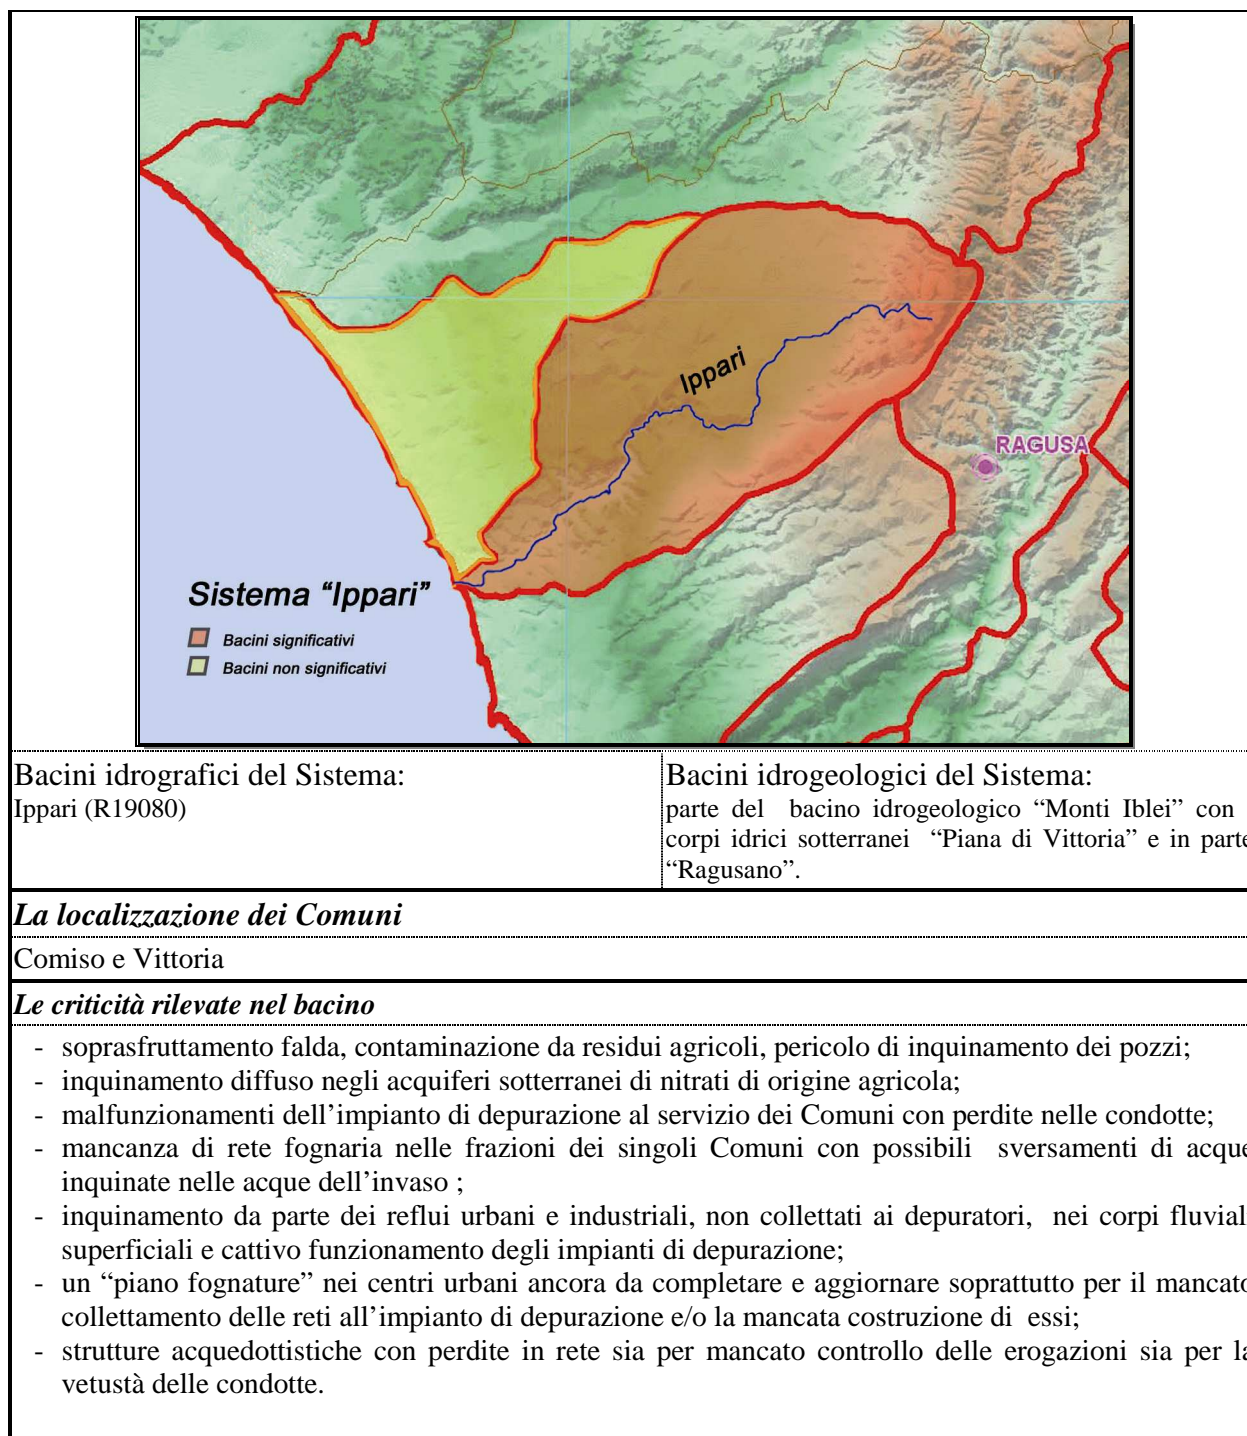 Ippari
RAGUSA
Sistema “Ippari”
Bacini significativi
Bacini non significativi
Bacini idrografici del Sistema:
Ippari (R19080)
Bacini idrogeologici del Sistema:
parte del bacino idrogeologico “Monti Iblei” con
corpi idrici sotterranei “Piana di Vittoria” e in parte
“Ragusano”.
La localizzazione dei Comuni
Comiso e Vittoria
Le criticità rilevate nel bacino
- soprasfruttamento falda, contaminazione da residui agricoli, pericolo di inquinamento dei pozzi;
- inquinamento diffuso negli acquiferi sotterranei di nitrati di origine agricola;
- malfunzionamenti dell’impianto di depurazione al servizio dei Comuni con perdite nelle condotte;
- mancanza di rete fognaria nelle frazioni dei singoli Comuni con possibili sversamenti di acque
inquinate nelle acque dell’invaso ;
- inquinamento da parte dei reflui urbani e industriali, non collettati ai depuratori, nei corpi fluviali
superficiali e cattivo funzionamento degli impianti di depurazione;
- un “piano fognature” nei centri urbani ancora da completare e aggiornare soprattutto per il mancato
collettamento delle reti all’impianto di depurazione e/o la mancata costruzione di essi;
- strutture acquedottistiche con perdite in rete sia per mancato controllo delle erogazioni sia per la
vetustà delle condotte.